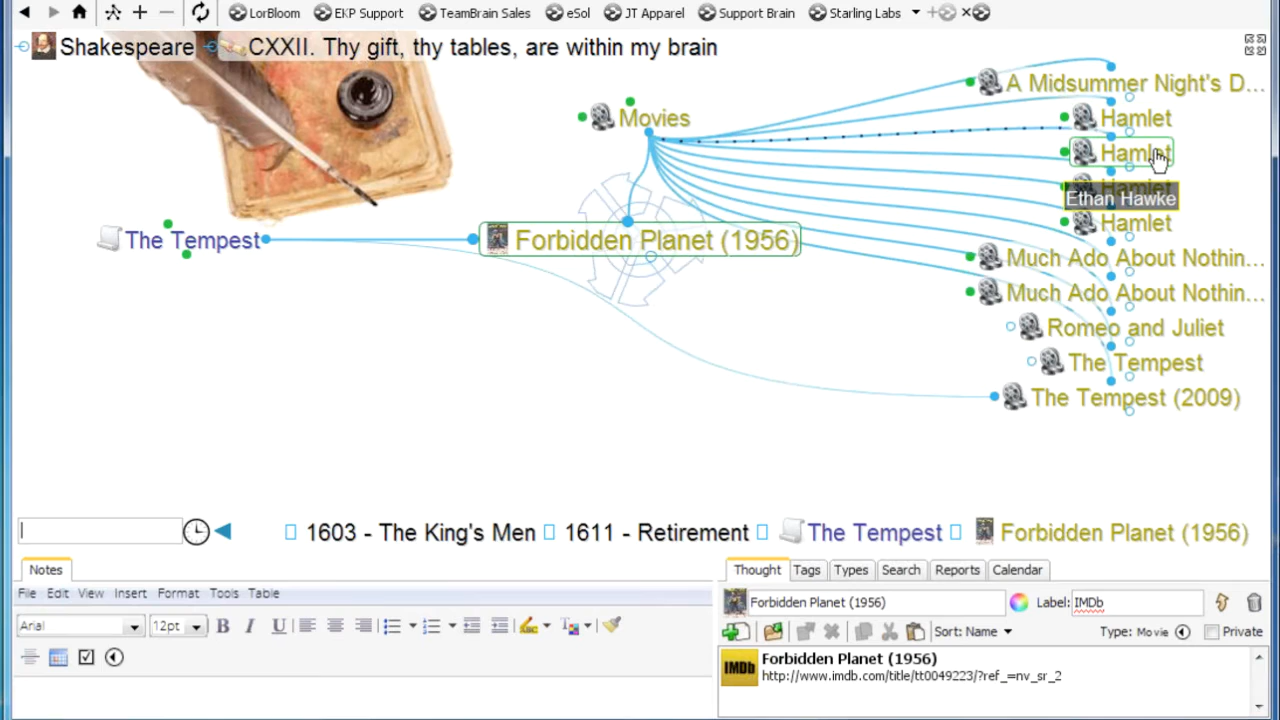 LorBloom EKP Support TeamBrain Sales eSol JT Apparel Support Brain Starling Labs
Shakespeare CXXII. Thy gift, thy tables, are within my brain
A Midsummer Night's D...
Movies
Hamlet
Hamlet
Hamlet
Ethan Hawke
Hamlet
The Tempest
Forbidden Planet (1956)
Much Ado About Nothin...
Much Ado About Nothin...
Romeo and Juliet
The Tempest
The Tempest (2009)
1603 - The King's Men 1611 - Retirement The Tempest Forbidden Planet (1956)
Notes
File Edit View Insert Format Tools Table
Arial 12pt B I U
Thought Tags Types Search Reports Calendar
Forbidden Planet (1956) Label: IMDb
Sort: Name Type: Movie Private
IMDb Forbidden Planet (1956)
http://www.imdb.com/title/tt0049223/?ref_=nv_sr_2